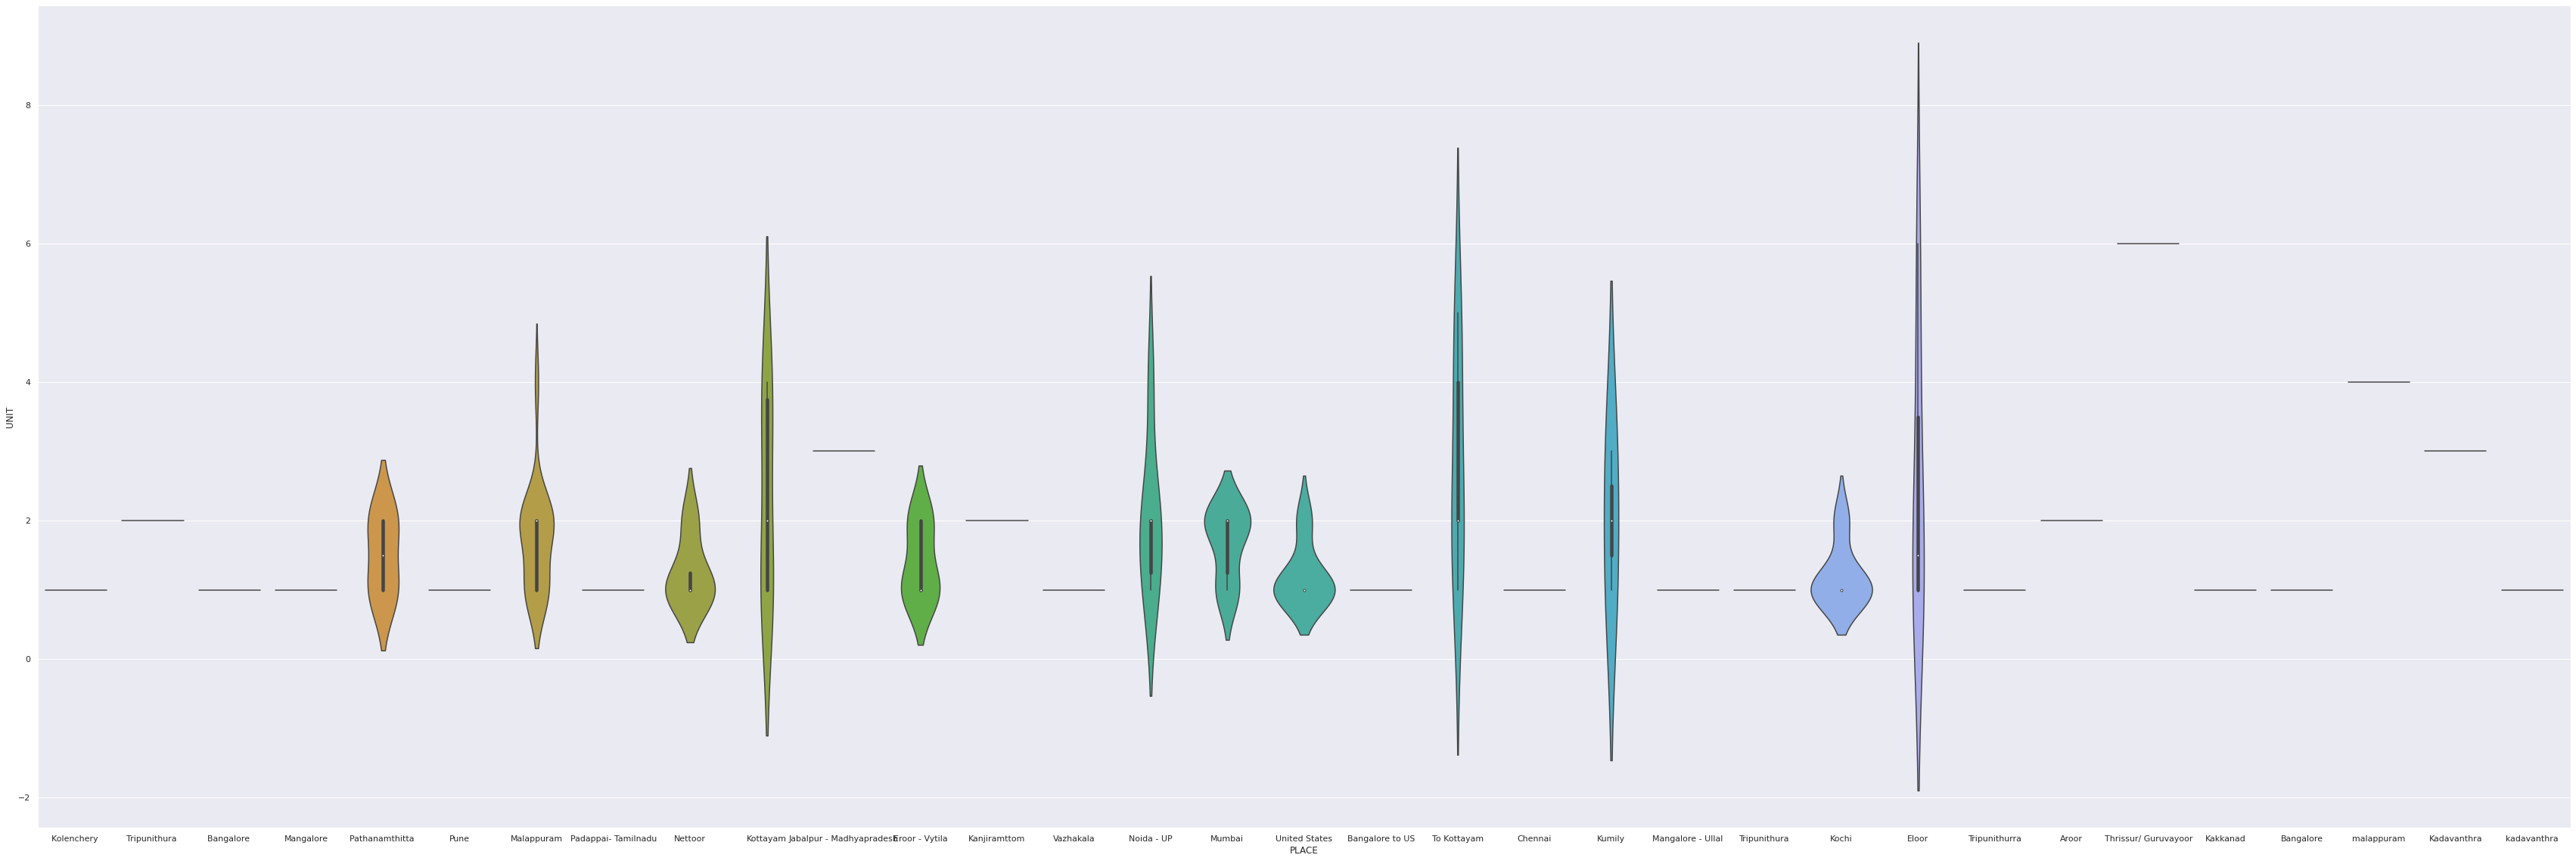 8
6
4
2
0
−2
UNIT
Kolenchery Tripunithura Bangalore Mangalore Pathanamthitta Pune Malappuram Padappai- Tamilnadu Nettoor Kottayam Jabalpur - Madhyapradesh Eroor - Vytila Kanjiramttom Vazhakala Noida - UP Mumbai United States Bangalore to US To Kottayam Chennai Kumily Mangalore - Ullal Tripunithura Kochi Eloor Tripunithurra Aroor Thrissur/ Guruvayoor Kakkanad Bangalore malappuram Kadavanthra kadavanthra
PLACE